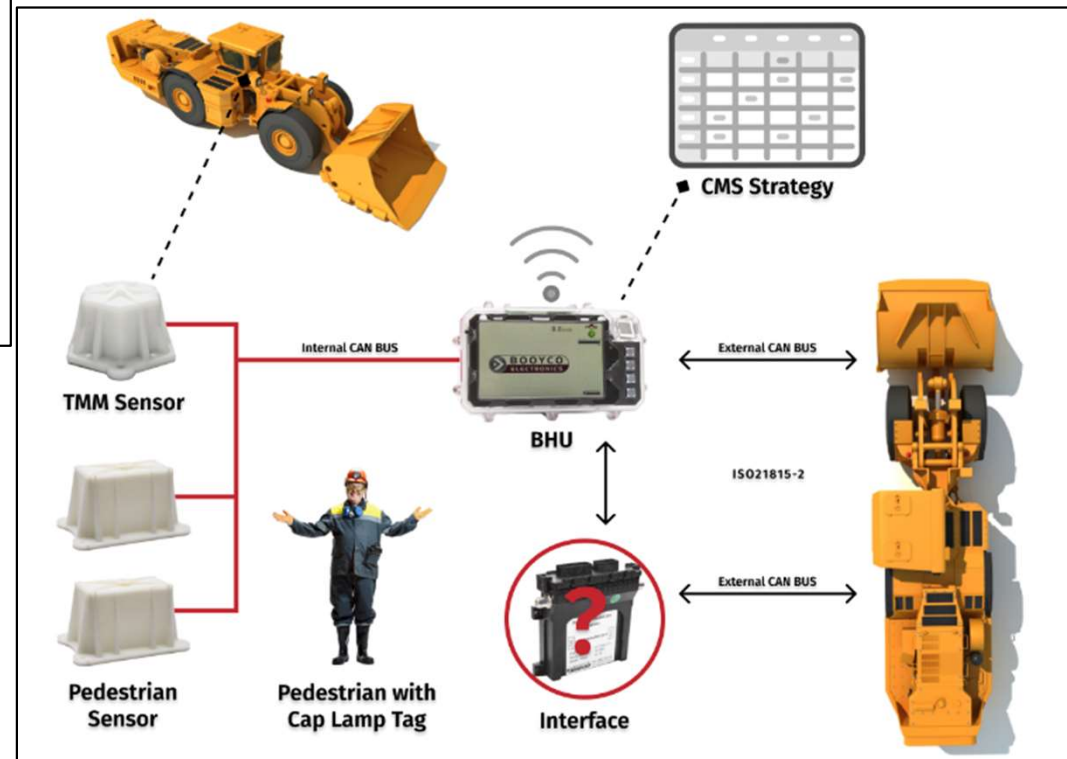 CMS Strategy
Internal CAN BUS
BOOYCO
ELECTRONICS
External CAN BUS
TMM Sensor
BHU
ISO21815-2
?
External CAN BUS
Pedestrian
Sensor
Pedestrian with
Cap Lamp Tag
Interface